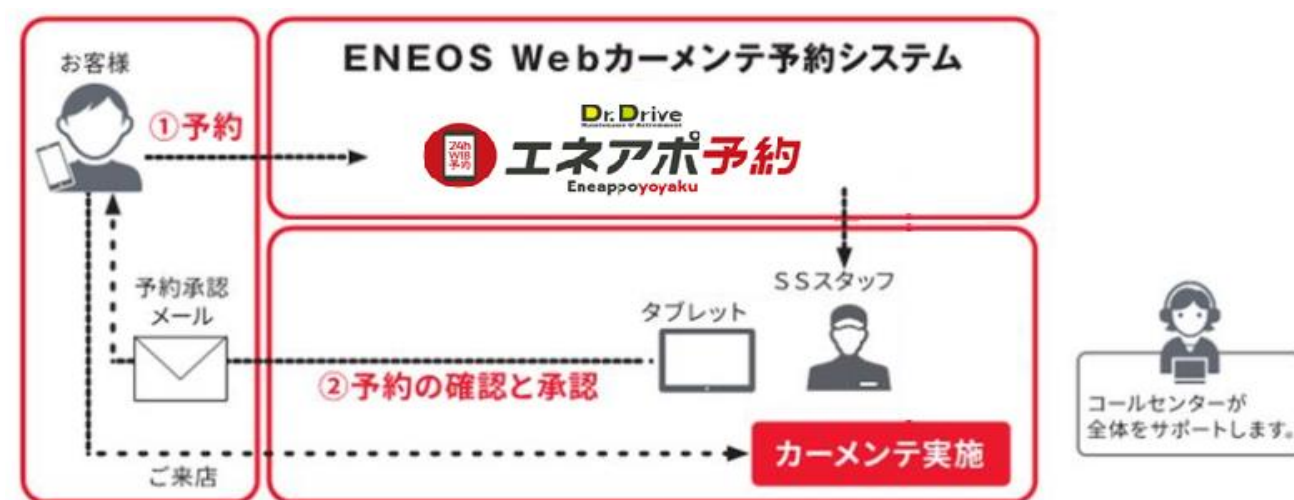 お客様
ENEOS Webカーメンテ予約システム
①予約
Dr.Drive
24h
WEB
予約
エネアポ予約
Eneappoyoyaku
予約承認
メール
SSスタッフ
タブレット
②予約の確認と承認
カーメンテ実施
ご来店
コールセンターが
全体をサポートします。